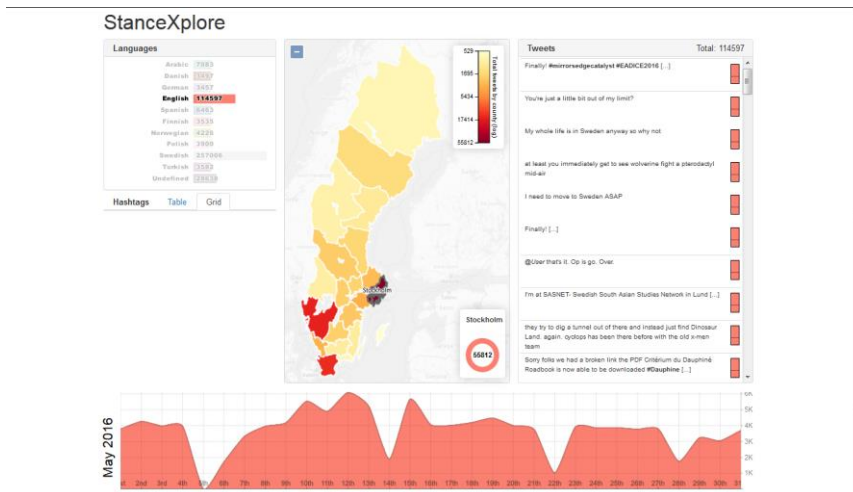 StanceXplore
Languages
Arabic
Danish
German 3657
English 114597
Spanish 6463
Finnish 3535
Norwegian 4226
Polish 3900
Swedish
Turkish 3593
Undefined
Hashtags Table Grid
529
1695
5434
17414
55812
Total tweets by county (log)
Stockholm
Stockholm
55812
Tweets Total: 114597
Finally! #mirrorsedgecatalyst #EADICE2016 [...]
You're just a little bit out of my limit?
My whole life is in Sweden anyway so why not
at least you immediately get to see wolverine fight a pterodactyl
mid-air
I need to move to Sweden ASAP
Finally! [...]
@User that's it, Op is go. Over.
I'm at SASNET- Swedish South Asian Studies Network in Lund [...]
they try to dig a tunnel out of there and instead just find Dinosaur
Land. again. cyclops has been there before with the old x-men
team
Sorry folks we had a broken link the PDF Critérium du Dauphiné
Roadbook is now able to be downloaded #Dauphine [...]
May 2016
6K
5K
4K
3K
2K
1K
2nd 3rd 4th 5th 6th 7th 8th 9th 10th 11th 12th 13th 14th 15th 16th 17th 18th 19th 20th 21th 22th 23th 24th 25th 26th 27th 28th 29th 30th 31